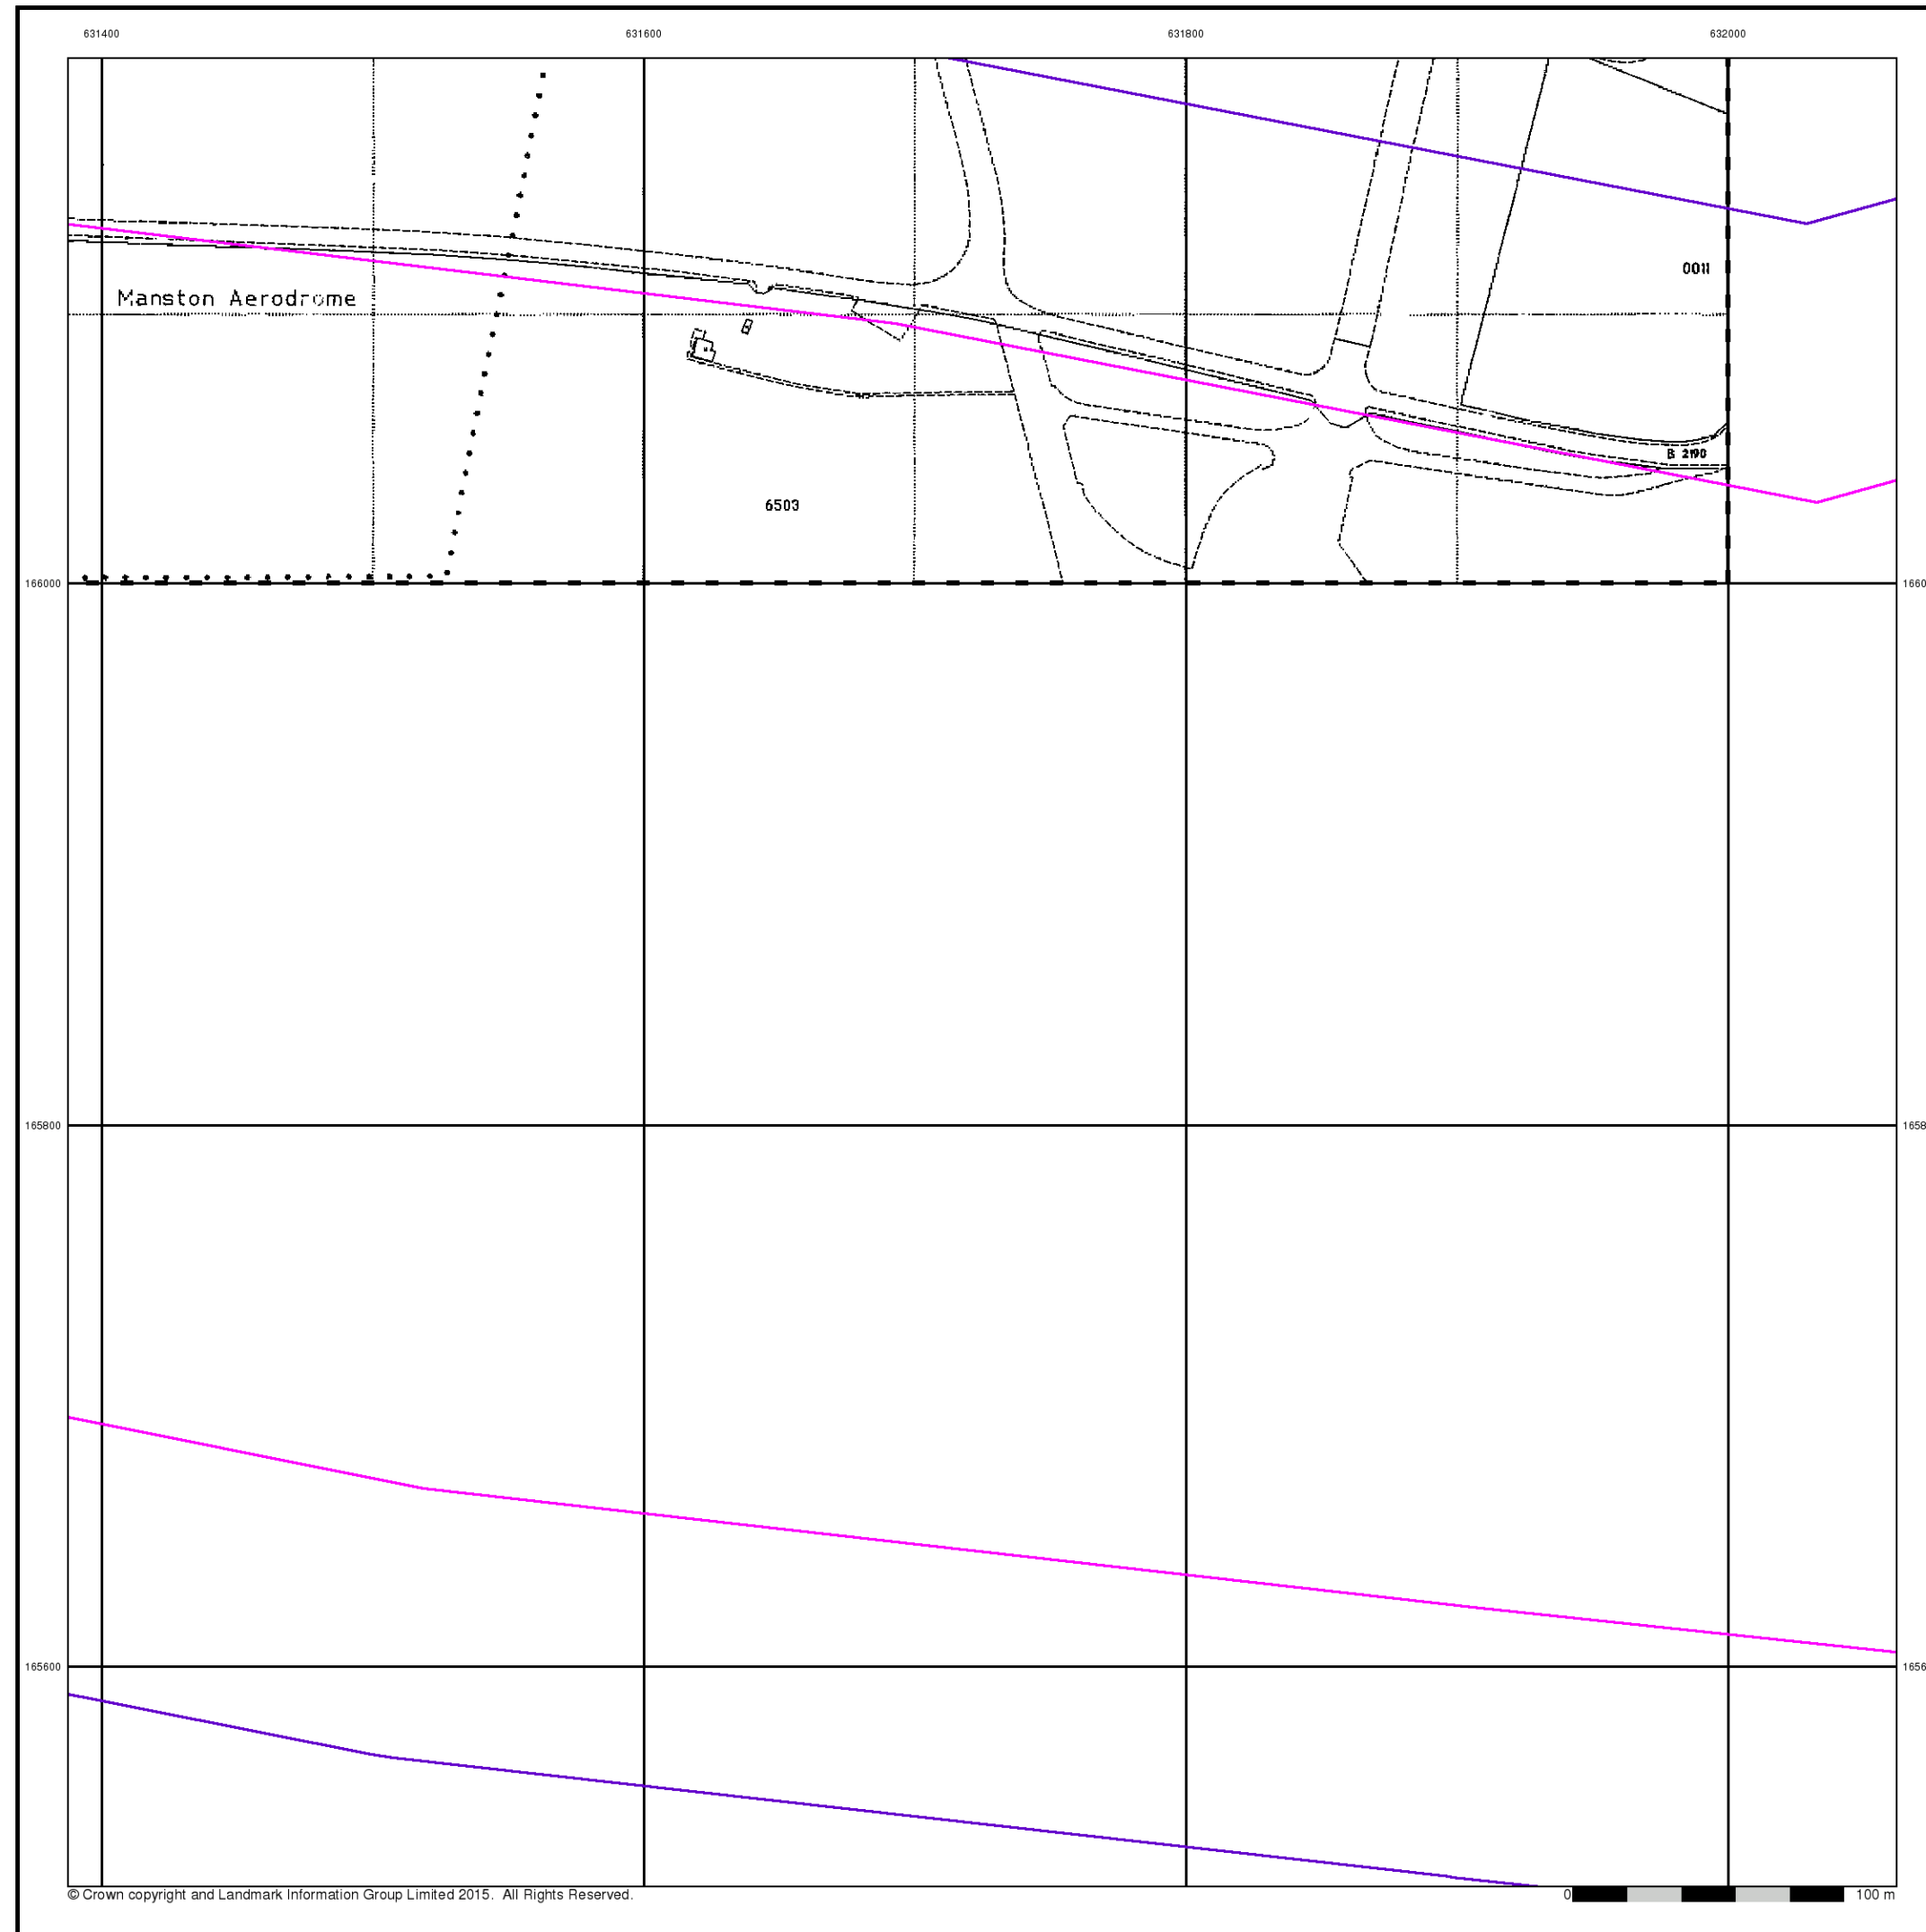 631400 631600 631800 632000
0011
Manston Aerodrome
B 2190
6503
166000 1660
165800 1658
165600 1656
© Crown copyright and Landmark Information Group Limited 2015. All Rights Reserved. 0 100 m